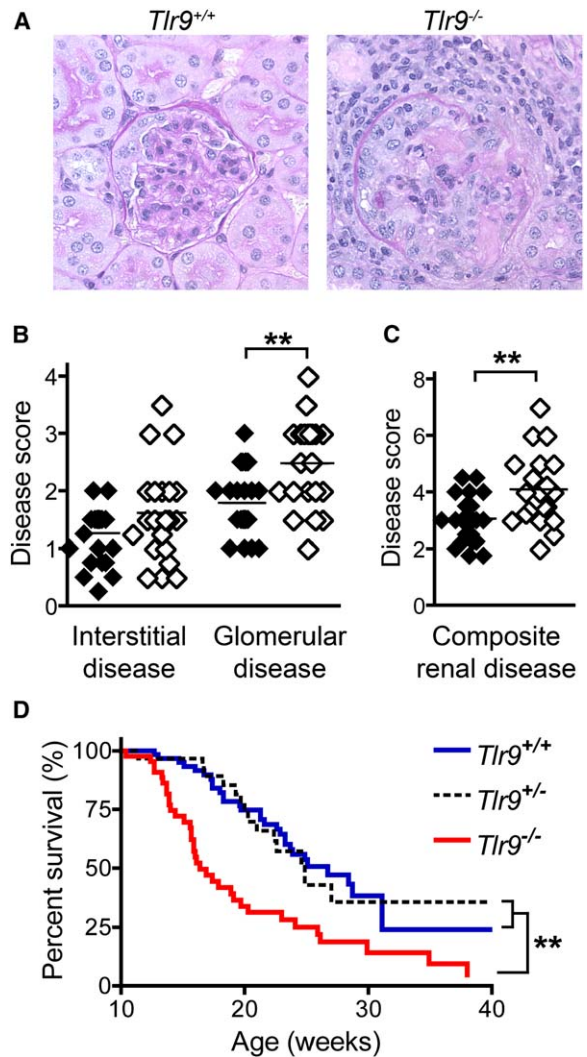 A
Tlr9+/+
Tlr9-/-
B
**
Disease score
4
3
2
1
0
Interstitial disease
Glomerular disease
C
**
Disease score
8
6
4
2
0
Composite renal disease
D
Percent survival (%)
100
75
50
25
0
10
20
30
40
Age (weeks)
Tlr9+/+
Tlr9+/-
Tlr9-/-
**